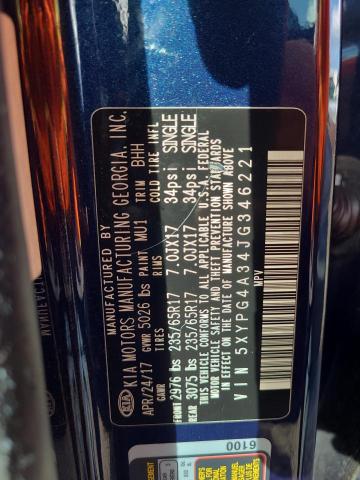 MANUFACTURED BY
KIA KIA MOTORS MANUFACTURING GEORGIA, INC.
APR/24/17 GVWR 5026 lbs PAINT MU1 TRIM BHH
GAWR TIRES RIMS COLD TIRE INFL
FRONT 2976 lbs 235/65R17 7.0JX17 34psi SINGLE
REAR 3075 lbs 235/65R17 7.0JX17 34psi SINGLE
THIS VEHICLE CONFORMS TO ALL APPLICABLE U.S.A. FEDERAL
MOTOR VEHICLE SAFETY AND THEFT PREVENTION STANDARDS
IN EFFECT ON THE DATE OF MANUFACTURE SHOWN ABOVE
VIN 5XYPG4A34JG346221
MPV
6100